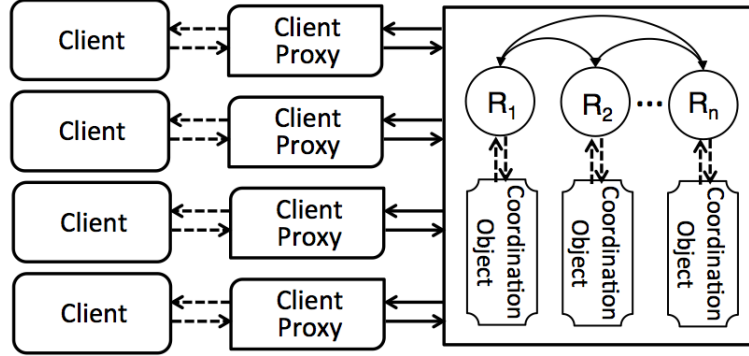 Client
Client
Proxy
Client
Client
Proxy
Client
Client
Proxy
Client
Client
Proxy
R1
R2
...
Rn
Coordination
Object
Coordination
Object
Coordination
Object